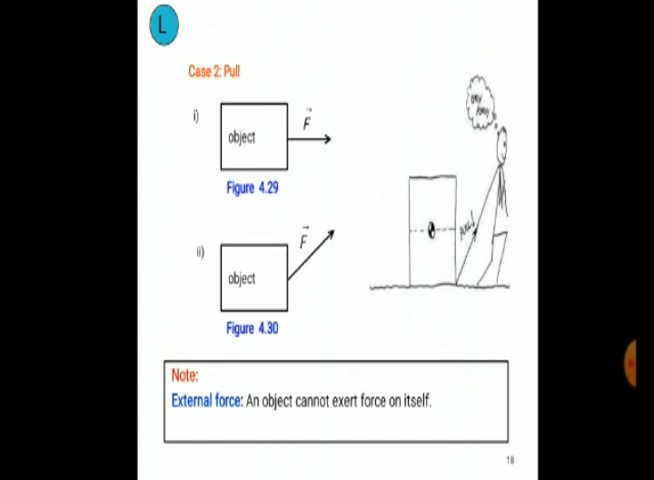 L
Case 2: Pull
i)
object
F
Figure 4.29
ii)
object
F
Figure 4.30
Note:
External force: An object cannot exert force on itself.
18